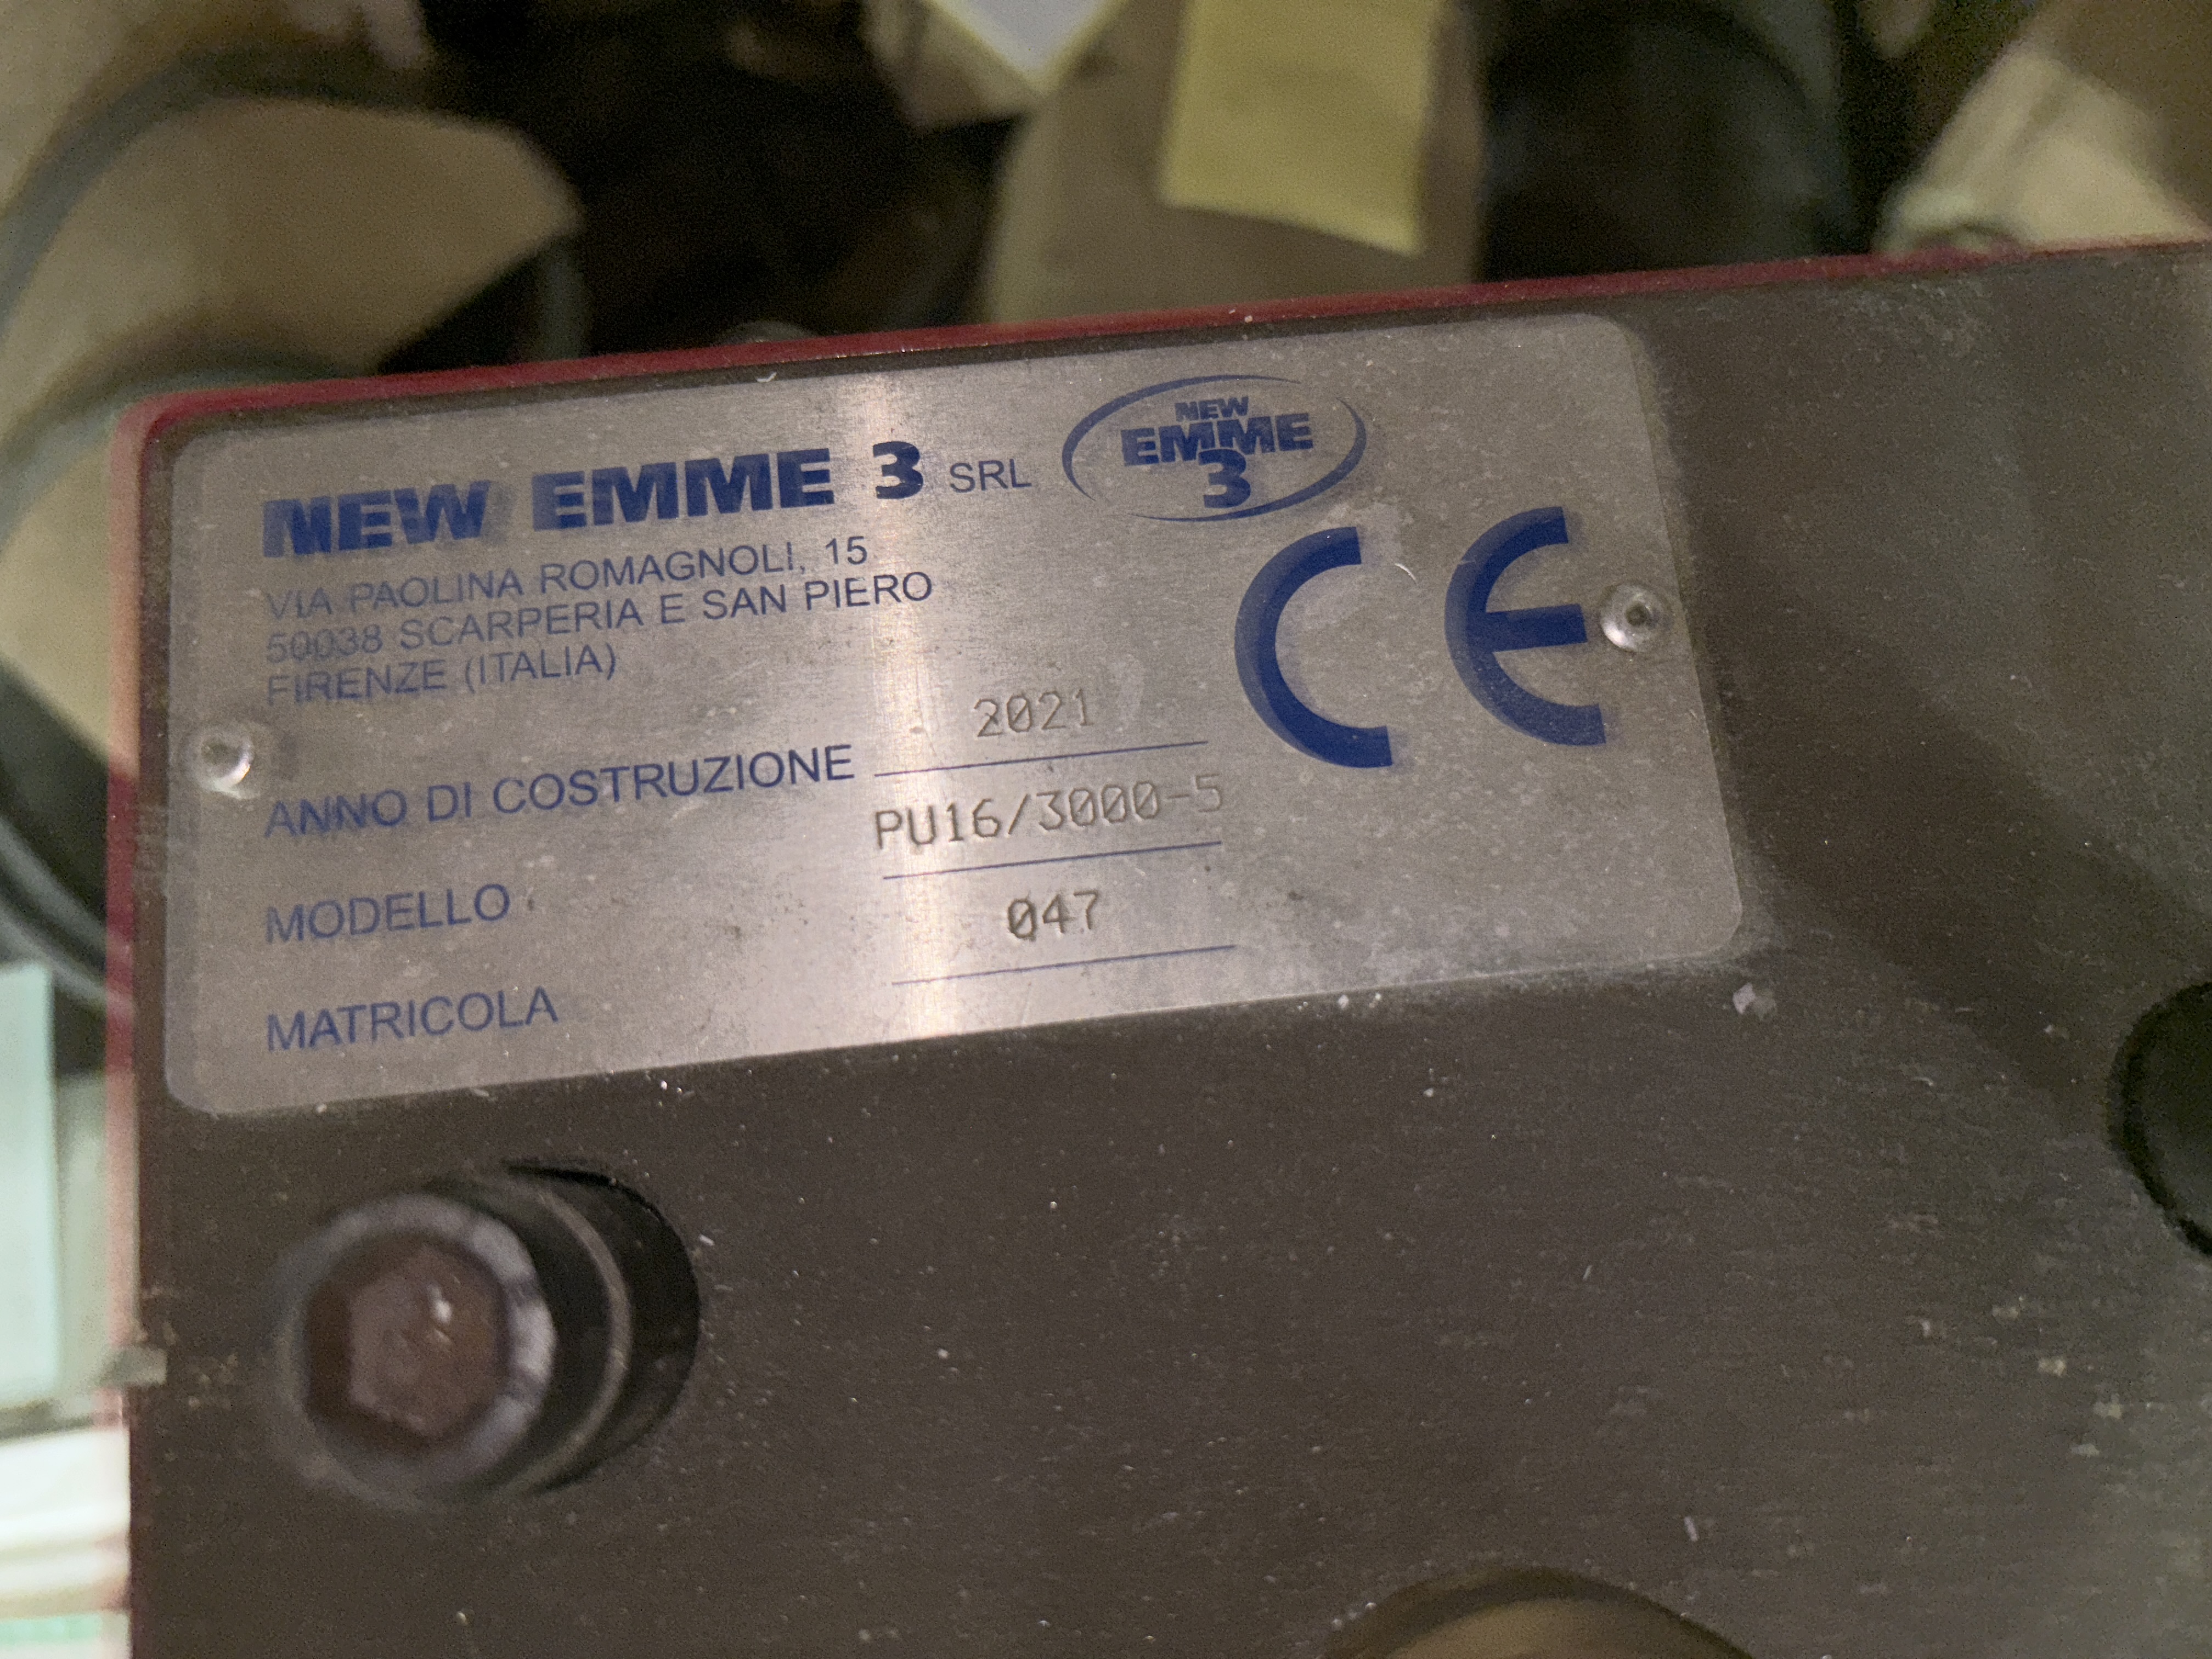 NEW EMME 3 SRL
NEW
EMME
3
VIA PAOLINA ROMAGNOLI, 15
50038 SCARPERIA E SAN PIERO
FIRENZE (ITALIA)
CE
ANNO DI COSTRUZIONE 2021
MODELLO PU16/3000-5
MATRICOLA 047